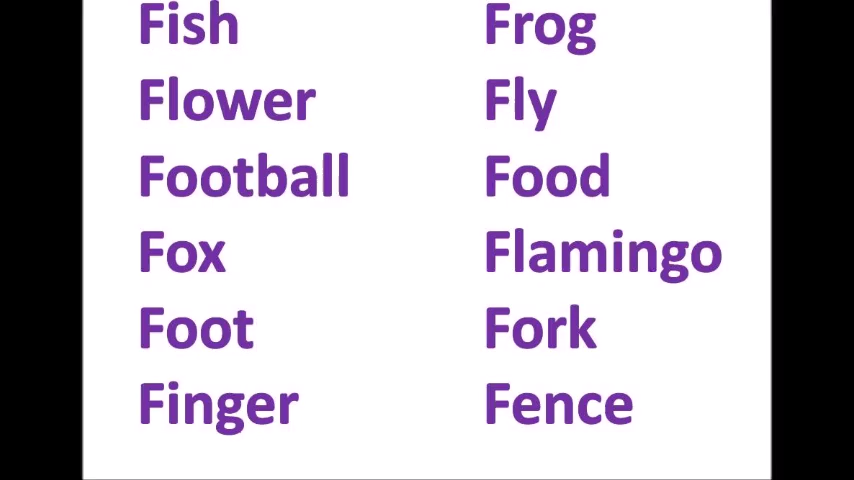 Fish Frog
Flower Fly
Football Food
Fox Flamingo
Foot Fork
Finger Fence